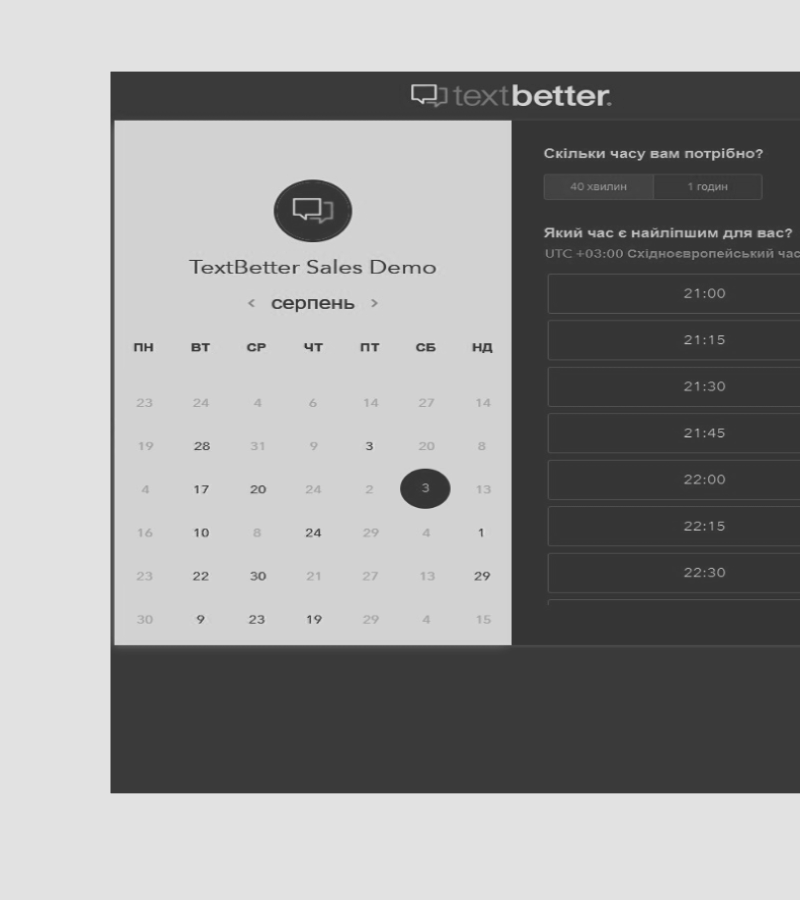 textbetter.
TextBetter Sales Demo
< серпень >
ПН ВТ СР ЧТ ПТ СБ НД
23 24 4 6 14 27 14
19 28 31 9 3 20 8
4 17 20 24 2 3 13
16 10 8 24 29 4 1
23 22 30 21 27 13 29
30 9 23 19 29 4 15
Скільки часу вам потрібно?
40 хвилин 1 годин
Який час є найліпшим для вас?
UTC +03:00 Східноєвропейський час
21:00
21:15
21:30
21:45
22:00
22:15
22:30